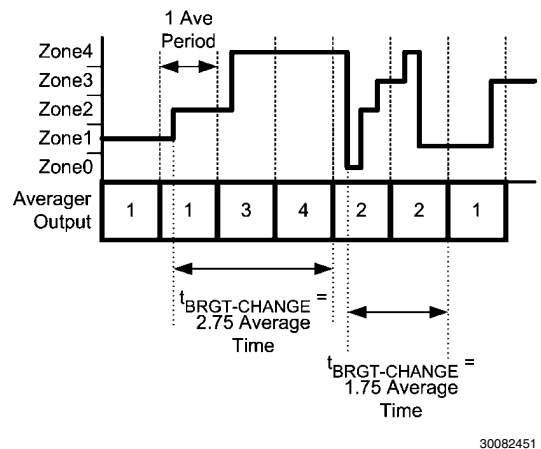 1 Ave
Period
Zone4
Zone3
Zone2
Zone1
Zone0
Averager
Output
1 1 3 4 2 2 1
tBRGT-CHANGE =
2.75 Average
Time
tBRGT-CHANGE =
1.75 Average
Time
30082451